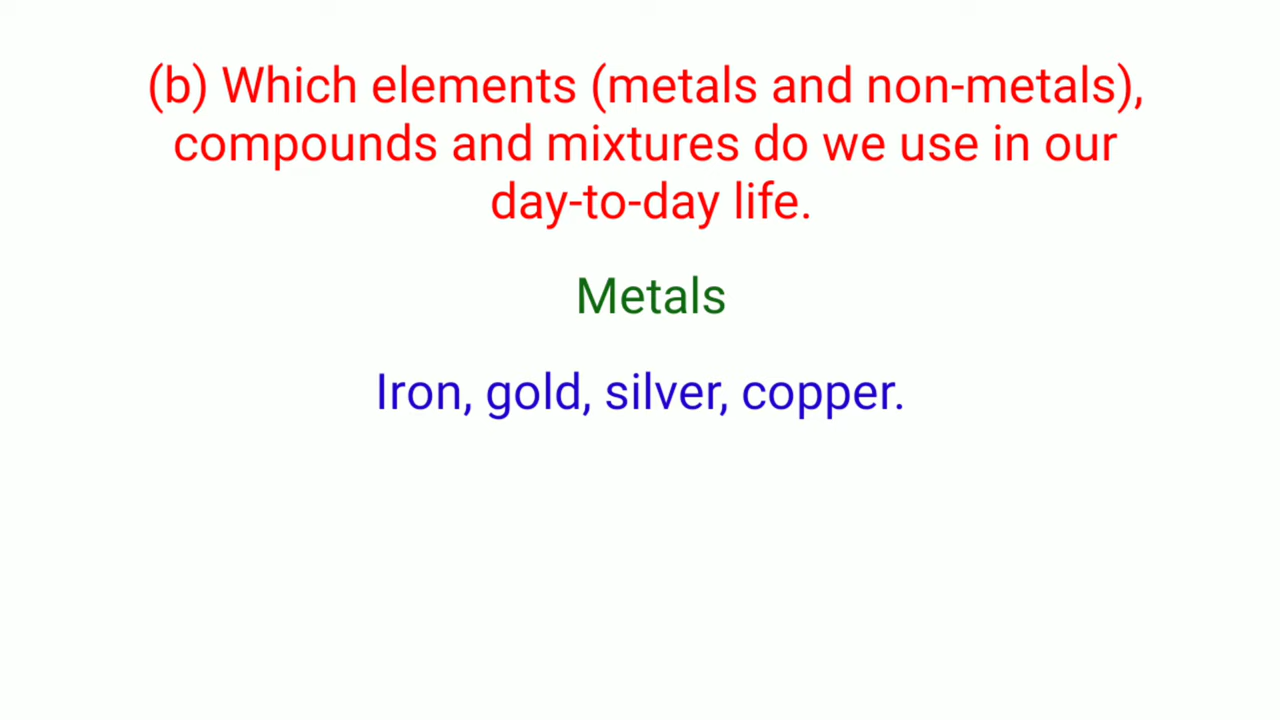 (b) Which elements (metals and non-metals),
compounds and mixtures do we use in our
day-to-day life.
Metals
Iron, gold, silver, copper.